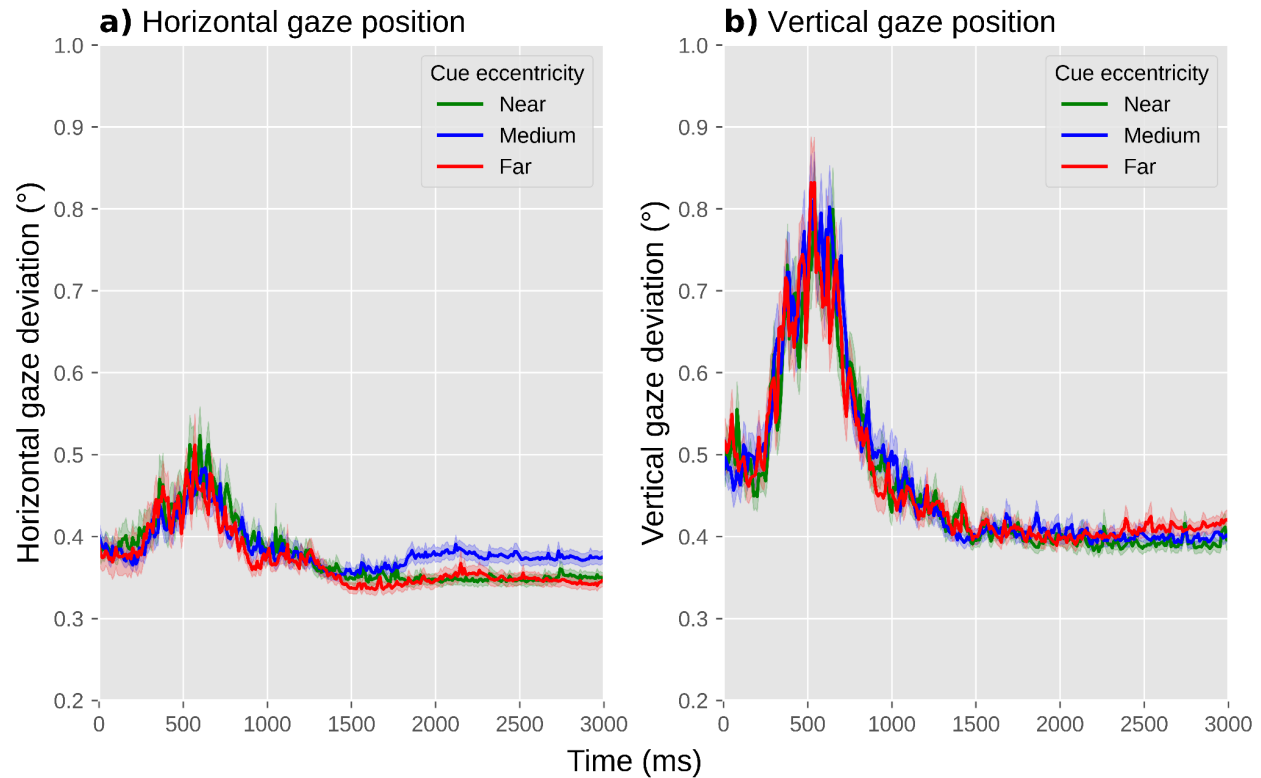 a) Horizontal gaze position
Horizontal gaze deviation (°)
1.0
0.9
0.8
0.7
0.6
0.5
0.4
0.3
0.2
Cue eccentricity
Near
Medium
Far
0 500 1000 1500 2000 2500 3000
b) Vertical gaze position
Vertical gaze deviation (°)
1.0
0.9
0.8
0.7
0.6
0.5
0.4
0.3
0.2
Cue eccentricity
Near
Medium
Far
0 500 1000 1500 2000 2500 3000
Time (ms)